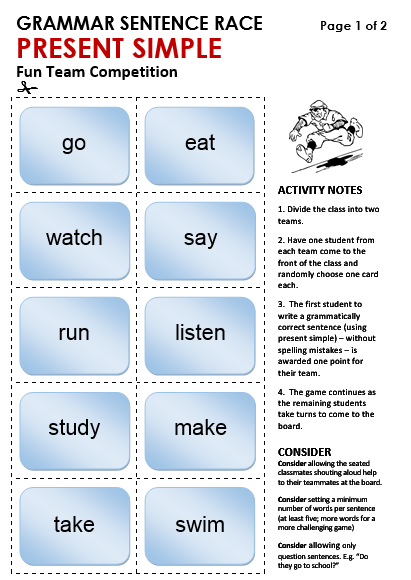 GRAMMAR SENTENCE RACE
Page 1 of 2
PRESENT SIMPLE
Fun Team Competition
go
eat
watch
say
run
listen
study
make
take
swim
ACTIVITY NOTES
1. Divide the class into two
teams.
2. Have one student from
each team come to the
front of the class and
randomly choose one card
each.
3. The first student to
write a grammatically
correct sentence (using
present simple) – without
spelling mistakes – is
awarded one point for
their team.
4. The game continues as
the remaining students
take turns to come to the
board.
CONSIDER
Consider allowing the seated
classmates shouting aloud help
to their teammates at the board.
Consider setting a minimum
number of words per sentence
(at least five; more words for a
more challenging game)
Consider allowing only
question sentences. E.g. “Do
they go to school?”